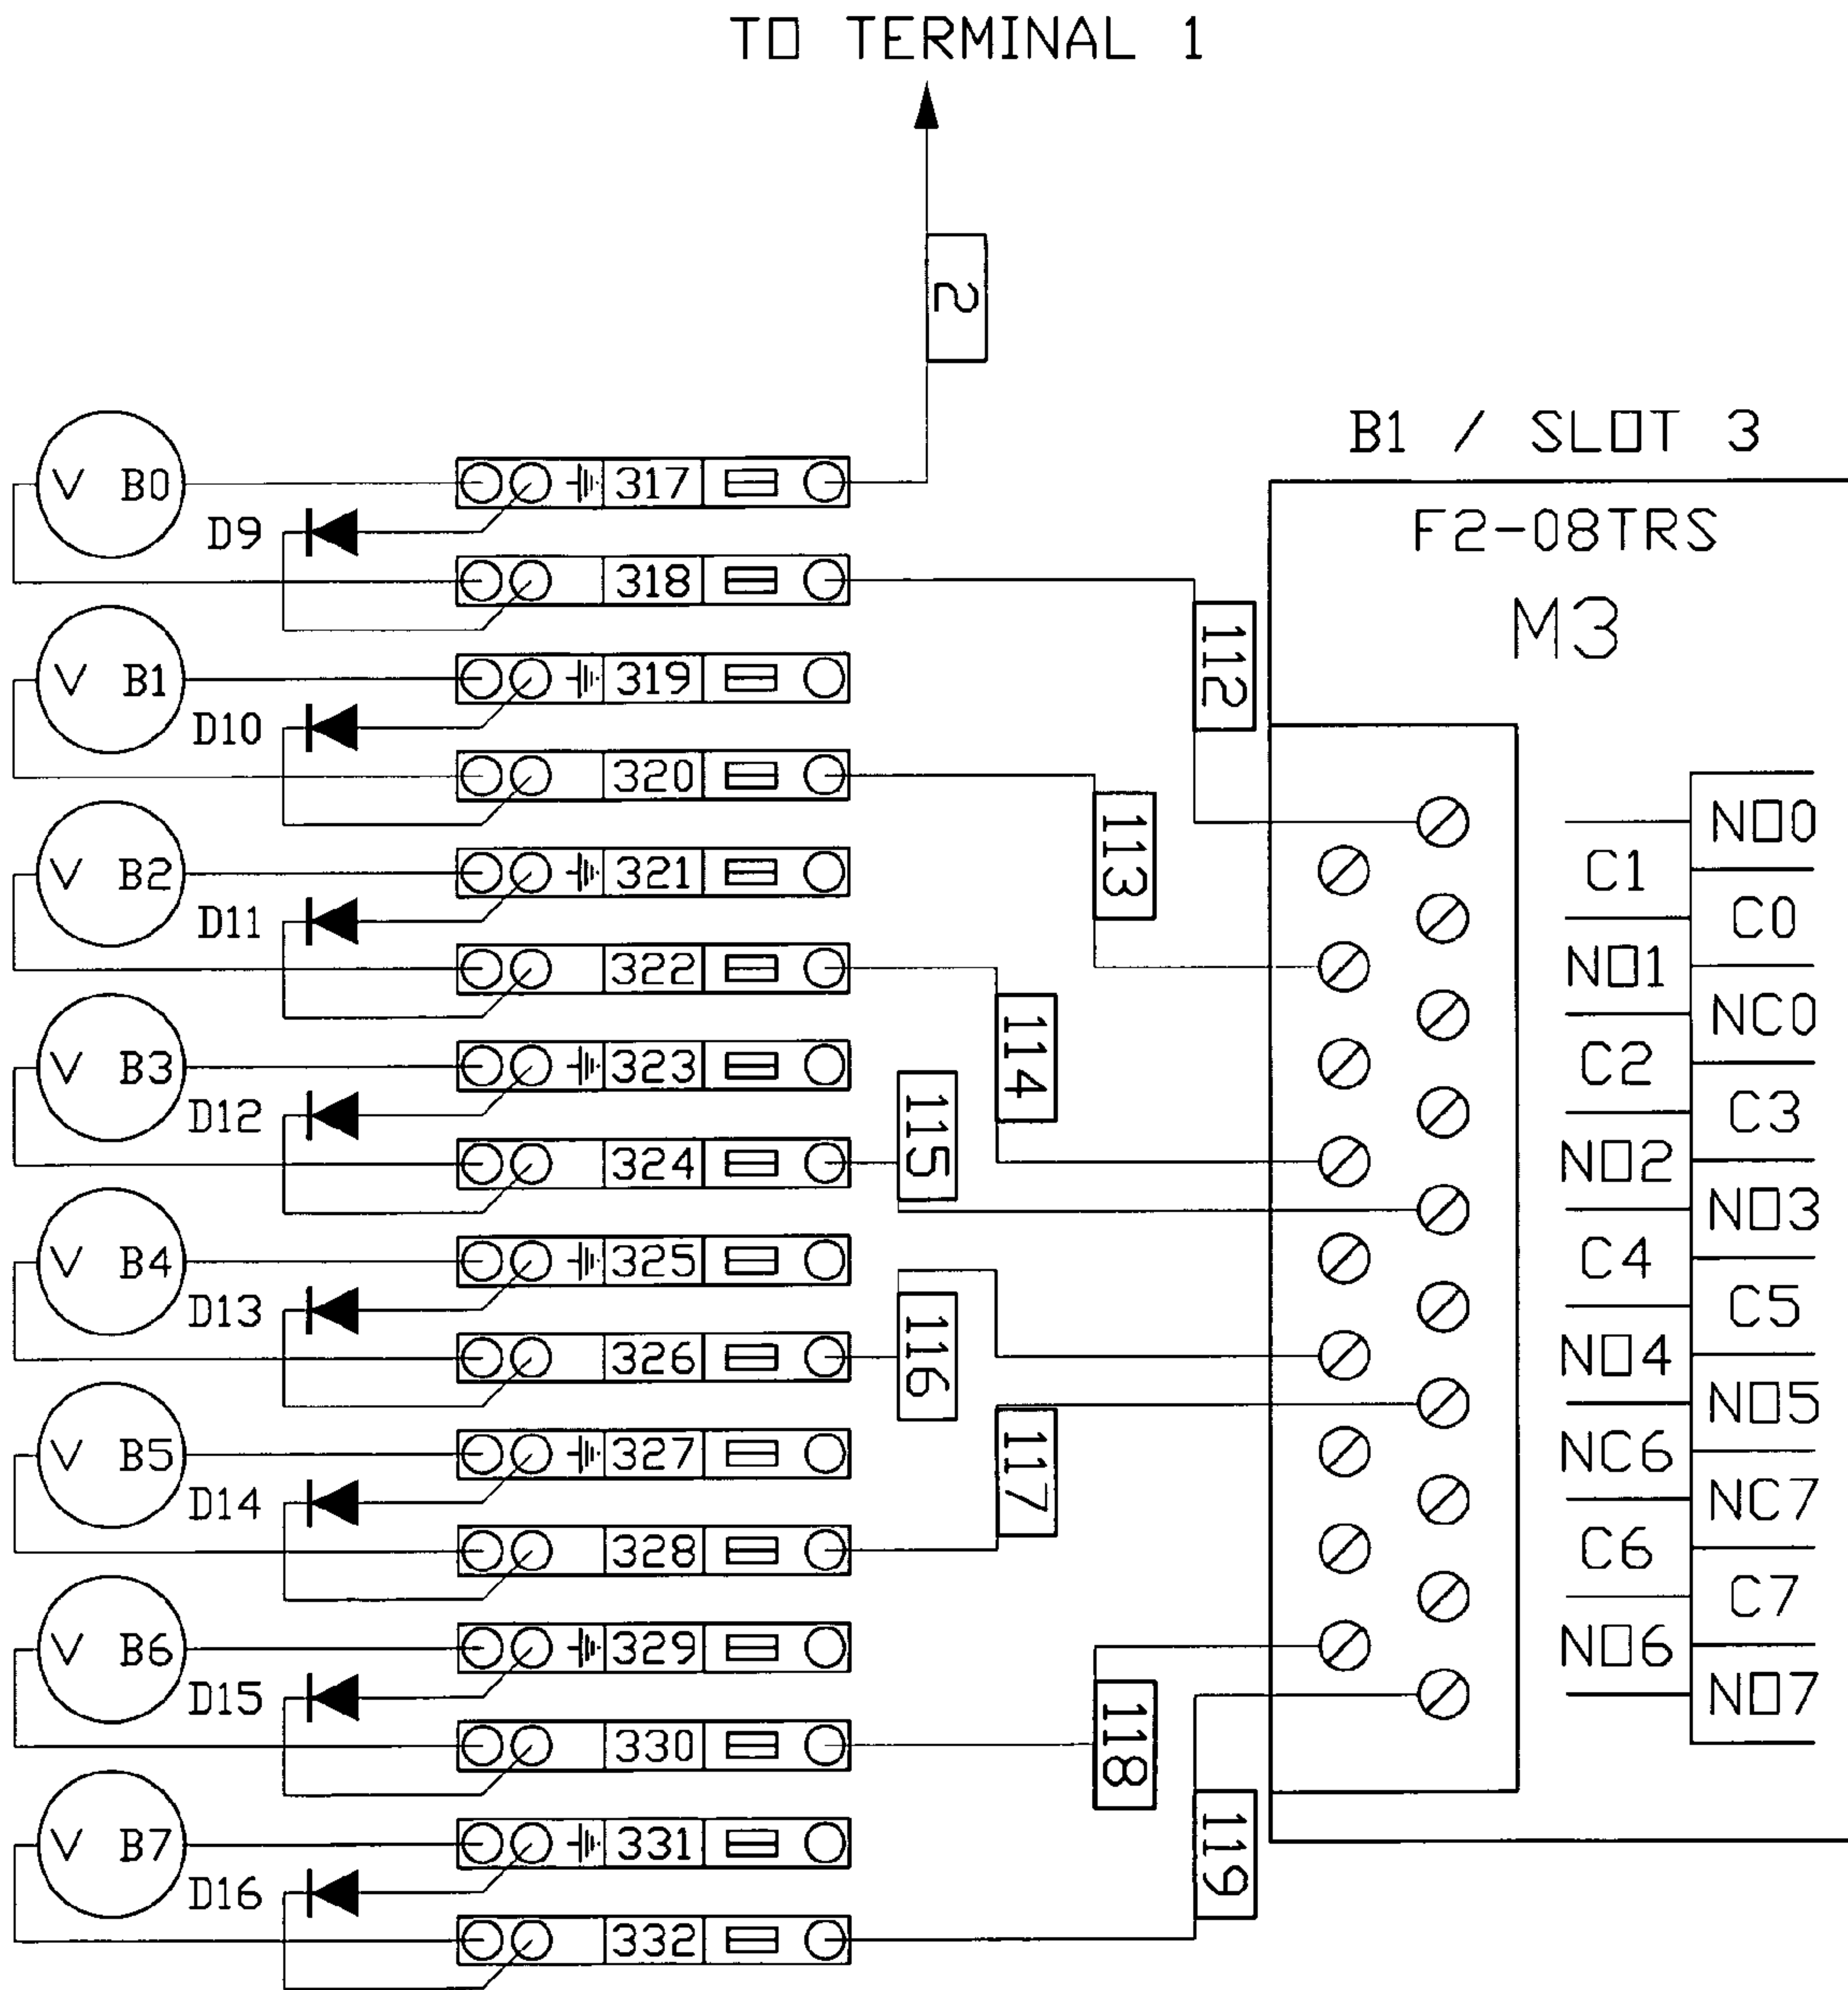 TO TERMINAL 1
2
B1 / SLOT 3
F2-08TRS
M3
V B0
D9
317
318
112
V B1
D10
319
320
113
V B2
D11
321
322
114
V B3
D12
323
324
115
V B4
D13
325
326
116
V B5
D14
327
328
117
V B6
D15
329
330
118
V B7
D16
331
332
119
NO0
C1
C0
NO1
NC0
C2
C3
NO2
NO3
C4
C5
NO4
NO5
NC6
NC7
C6
C7
NO6
NO7